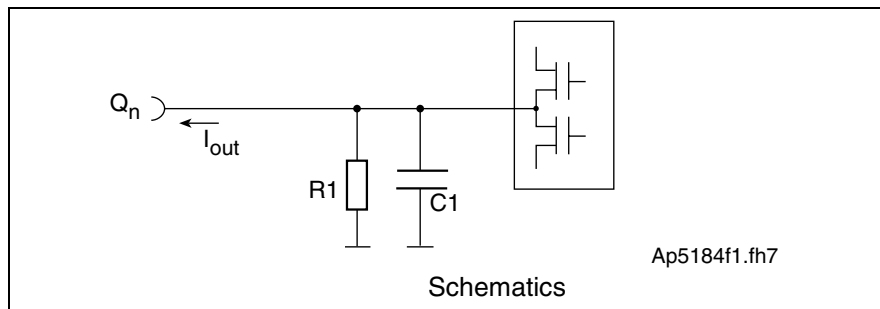 Qn
Iout
R1
C1
Ap5184f1.fh7
Schematics